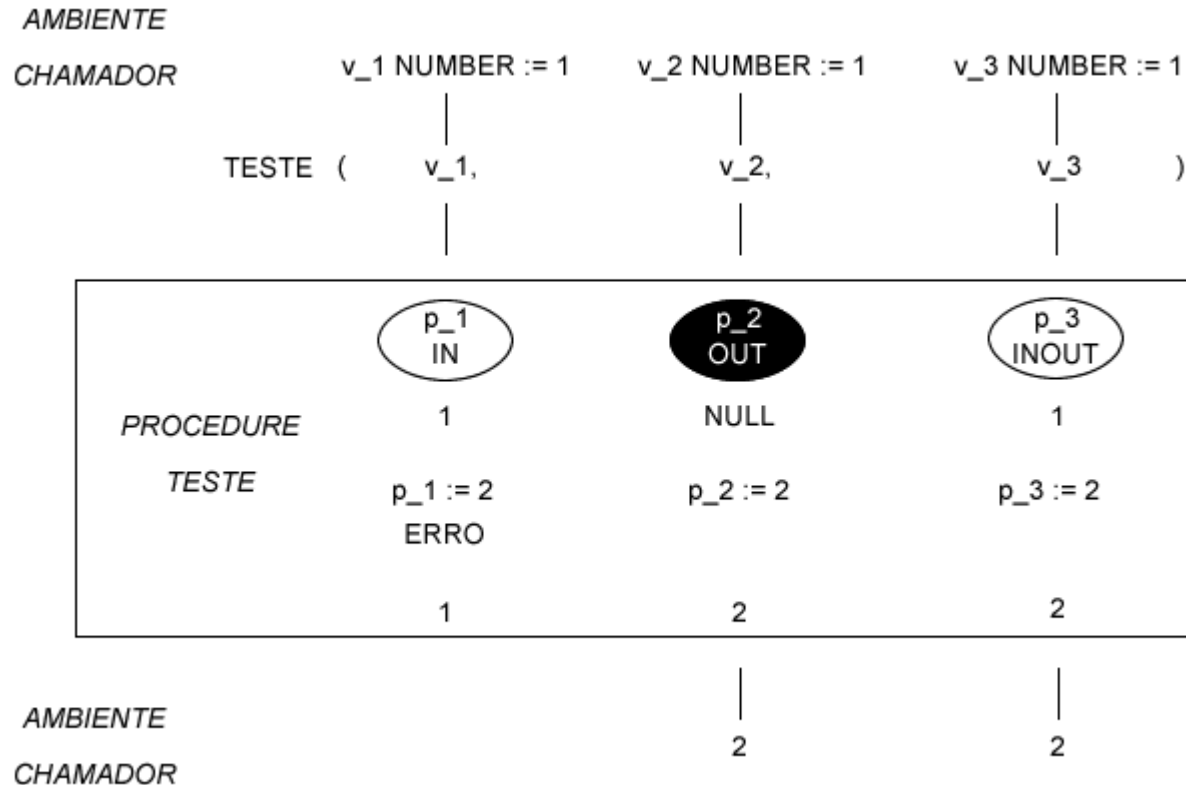 AMBIENTE
CHAMADOR
v_1 NUMBER := 1 v_2 NUMBER := 1 v_3 NUMBER := 1
TESTE ( v_1, v_2, v_3 )
p_1 p_2 p_3
IN OUT INOUT
PROCEDURE 1 NULL 1
TESTE
p_1 := 2 p_2 := 2 p_3 := 2
ERRO
1 2 2
AMBIENTE
CHAMADOR
2 2